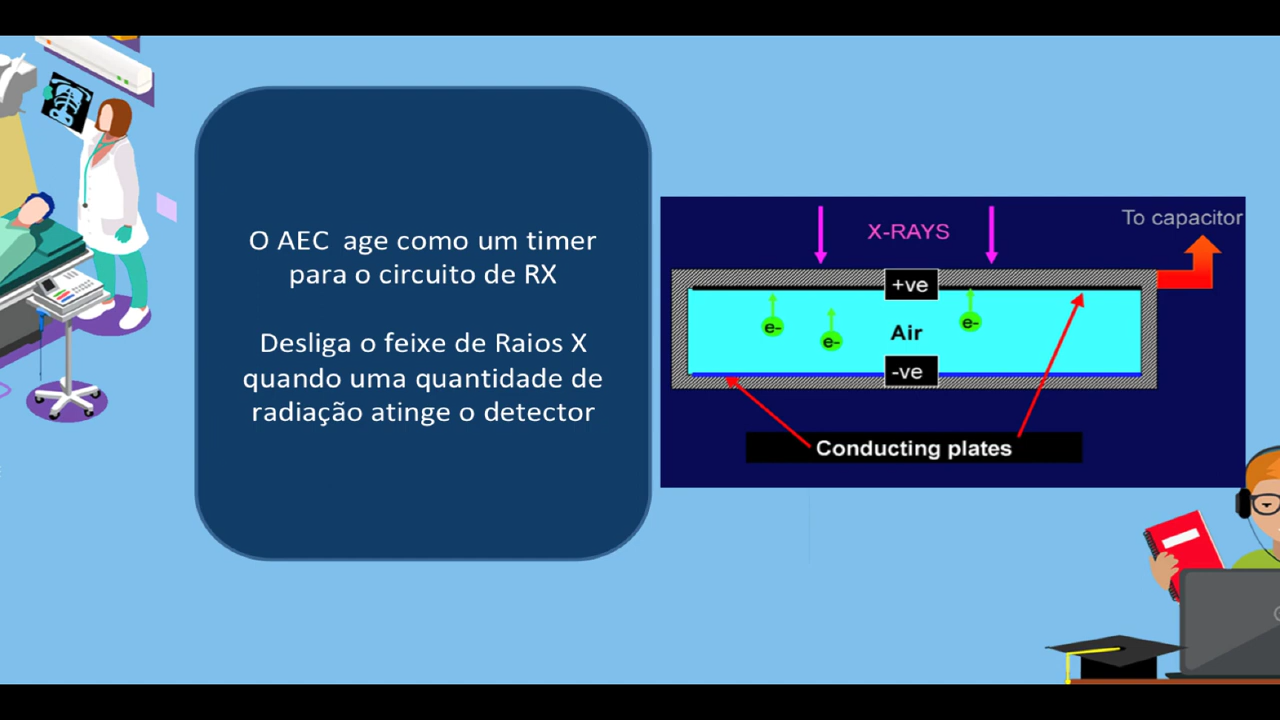 O AEC age como um timer
para o circuito de RX
Desliga o feixe de Raios X
quando uma quantidade de
radiação atinge o detector
To capacitor
X-RAYS
+ve
e-
e-
e-
Air
-ve
Conducting plates